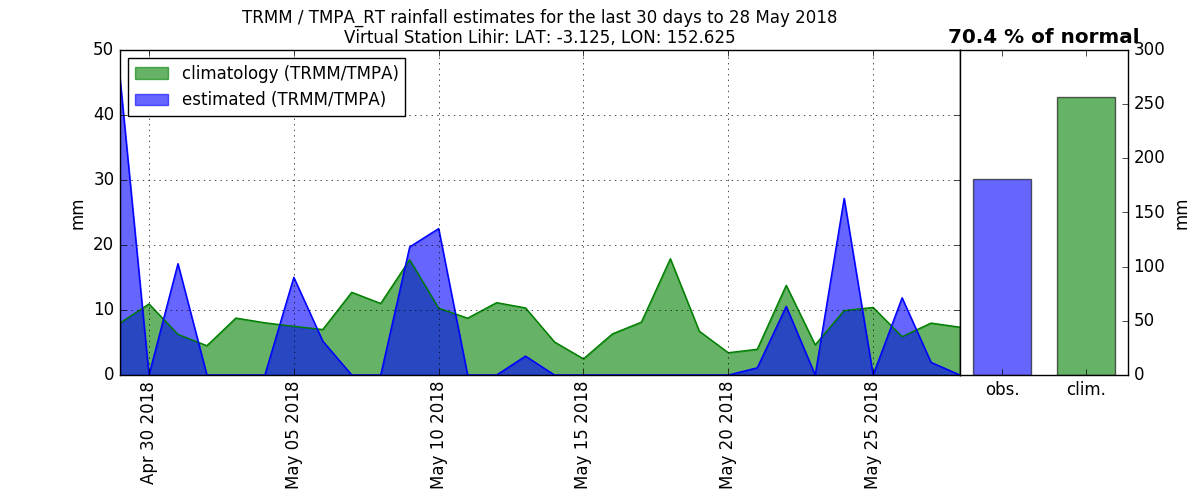 TRMM / TMPA_RT rainfall estimates for the last 30 days to 28 May 2018
Virtual Station Lihir: LAT: -3.125, LON: 152.625
70.4 % of normal
climatology (TRMM/TMPA)
estimated (TRMM/TMPA)
50
40
30
20
10
0
mm
Apr 30 2018
May 05 2018
May 10 2018
May 15 2018
May 20 2018
May 25 2018
obs.
clim.
300
250
200
150
100
50
0
mm